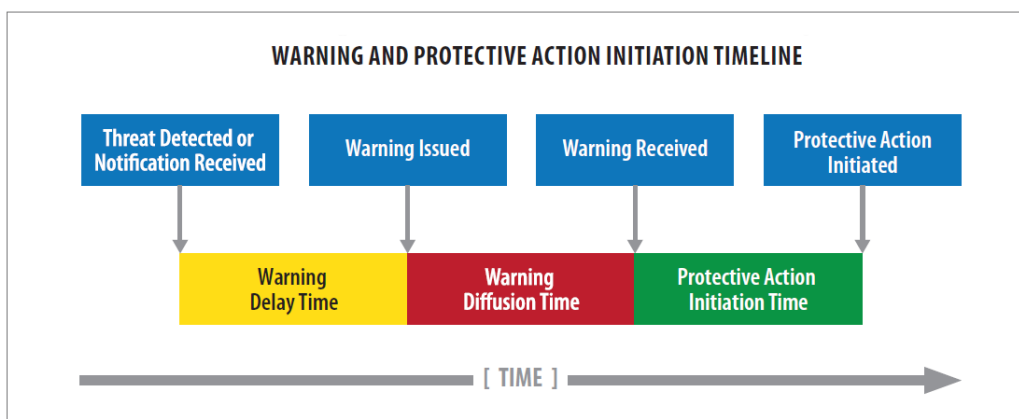 WARNING AND PROTECTIVE ACTION INITIATION TIMELINE
Threat Detected or
Notification Received
Warning Issued
Warning Received
Protective Action
Initiated
Warning
Delay Time
Warning
Diffusion Time
Protective Action
Initiation Time
[ TIME ]